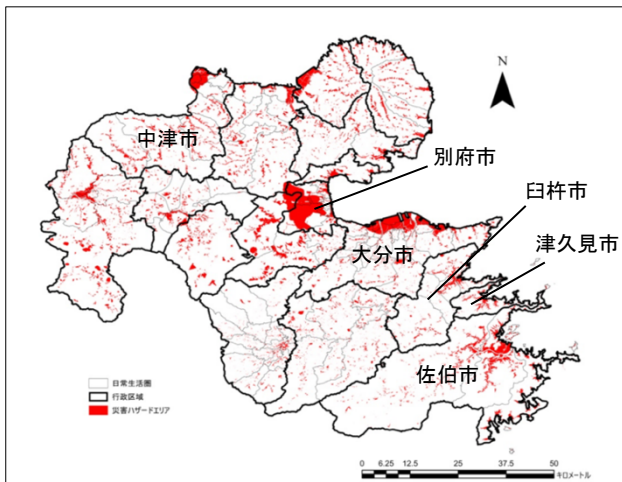 N
中津市
別府市
臼杵市
大分市
津久見市
佐伯市
日常生活圏
行政区域
災害ハザードエリア
0 6.25 12.5 25 37.5 50
キロメートル